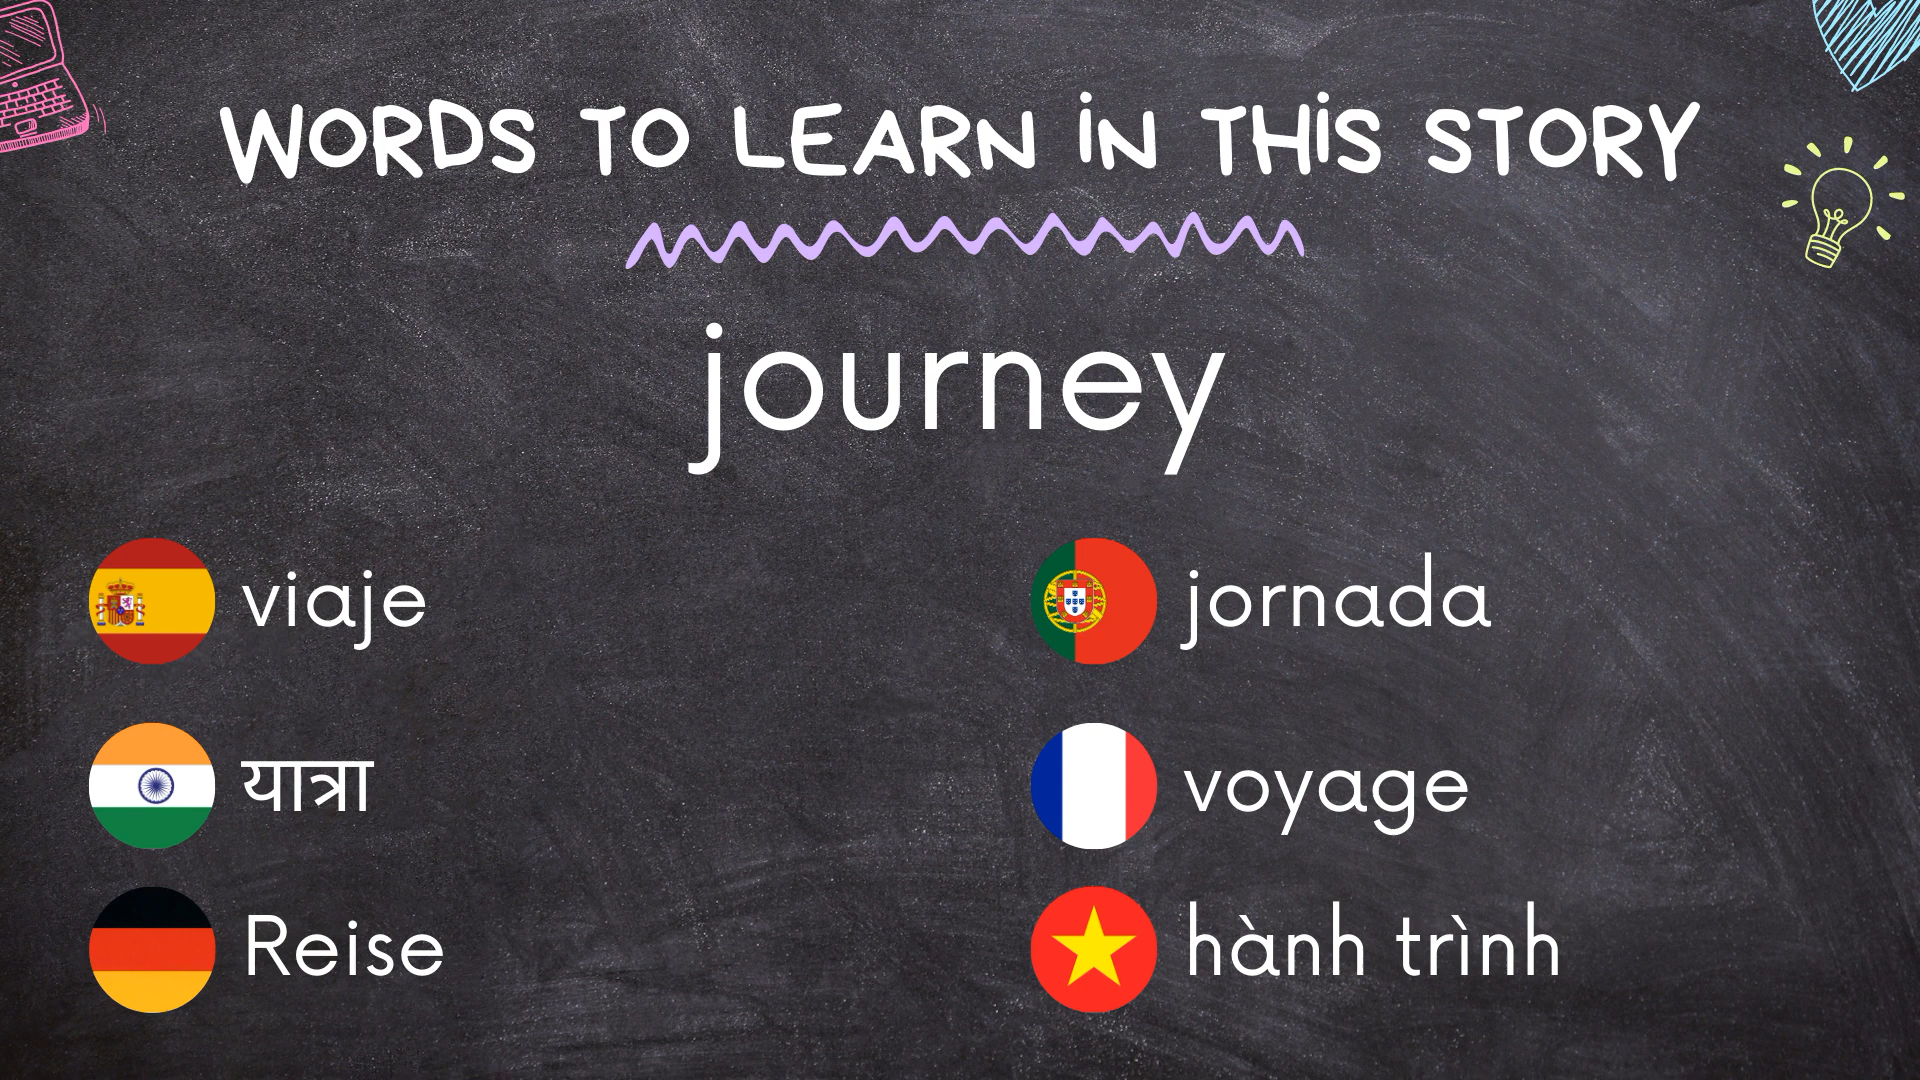 WORDS TO LEARN IN THIS STORY
journey
viaje
jornada
यात्रा
voyage
Reise
hành trình